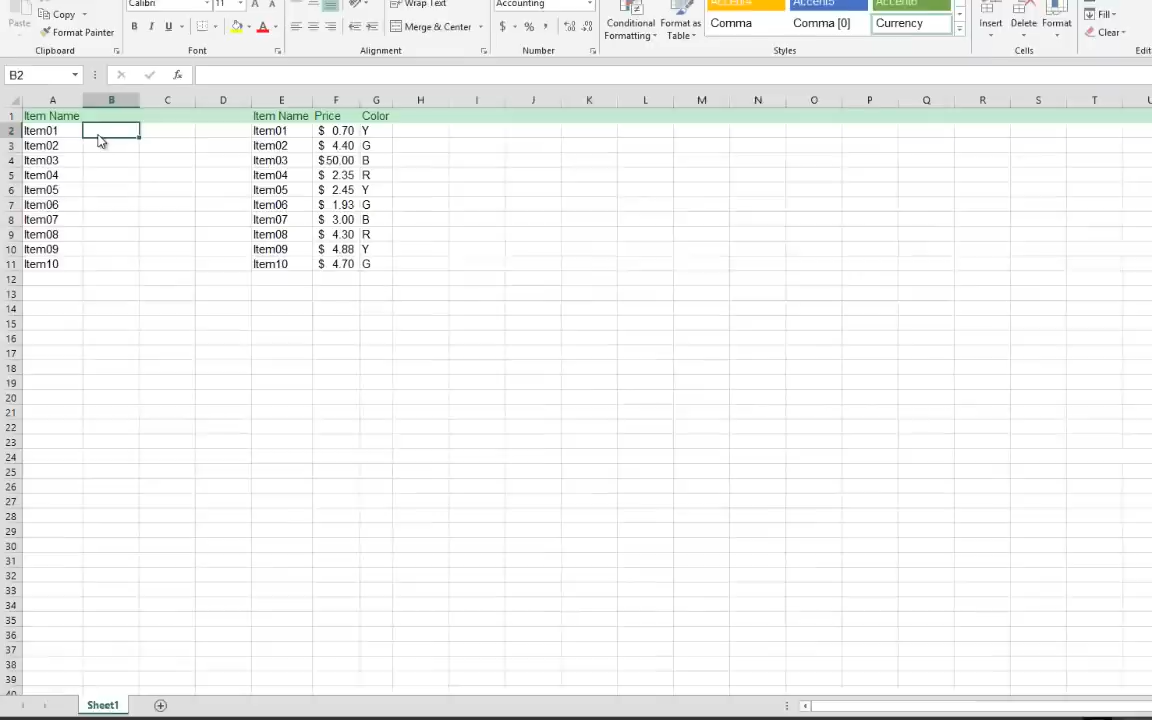 Copy
Paste
Format Painter
Clipboard
Calibri 11 A A
B I U
Font
Wrap Text
Merge & Center
Alignment
Accounting
$ % ,
Number
Conditional Formatting
Format as Table
Accent4 Accent5 Accent6
Comma Comma [0] Currency
Styles
Insert Delete Format
Cells
Fill
Clear
B2 fx
A B C D E F G H I J K L M N O P Q R S T U
1 Item Name Item Name Price Color
2 Item01 Item01 $ 0.70 Y
3 Item02 Item02 $ 4.40 G
4 Item03 Item03 $50.00 B
5 Item04 Item04 $ 2.35 R
6 Item05 Item05 $ 2.45 Y
7 Item06 Item06 $ 1.93 G
8 Item07 Item07 $ 3.00 B
9 Item08 Item08 $ 4.30 R
10 Item09 Item09 $ 4.88 Y
11 Item10 Item10 $ 4.70 G
12
13
14
15
16
17
18
19
20
21
22
23
24
25
26
27
28
29
30
31
32
33
34
35
36
37
38
39
40
Sheet1